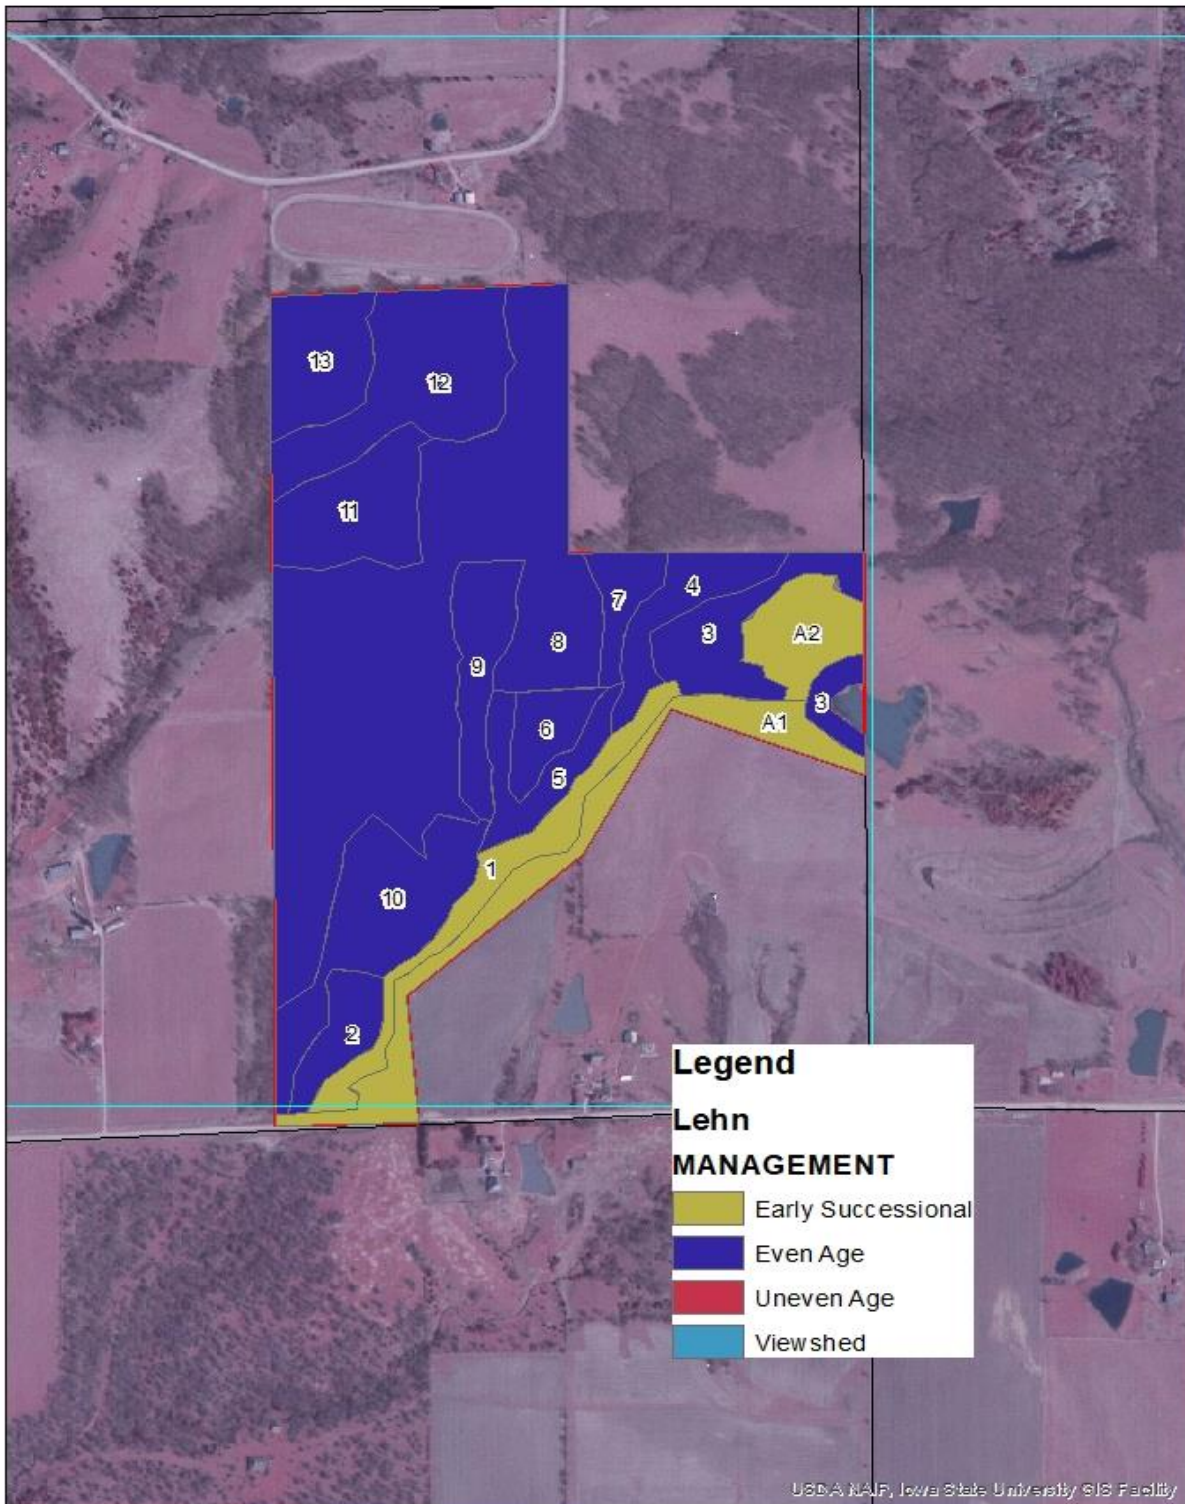 13
12
11
4
7
3
A2
8
9
3
A1
6
5
1
10
2
Legend
Lehn
MANAGEMENT
Early Successional
Even Age
Uneven Age
Viewshed
USDA NAIP, Iowa State University GIS Facility